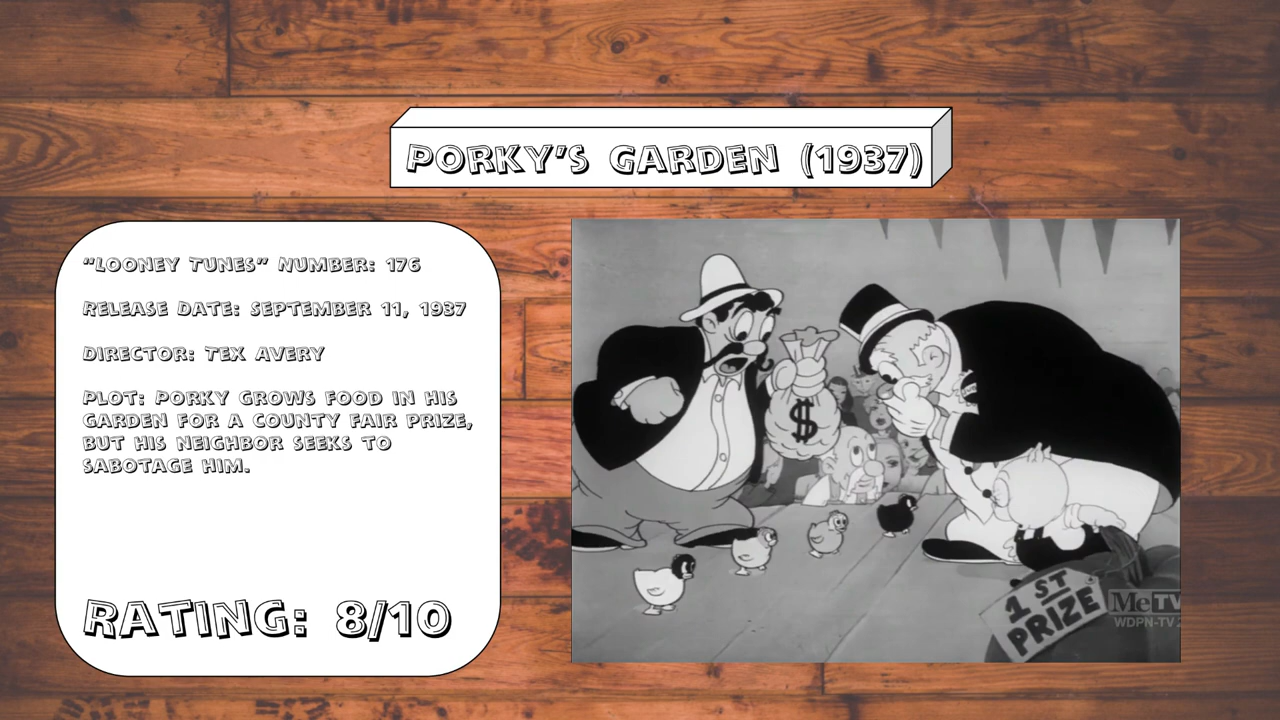 PORKY'S GARDEN (1937)
"LOONEY TUNES" NUMBER: 176
RELEASE DATE: SEPTEMBER 11, 1937
DIRECTOR: TEX AVERY
PLOT: PORKY GROWS FOOD IN HIS
GARDEN FOR A COUNTY FAIR PRIZE,
BUT HIS NEIGHBOR SEEKS TO
SABOTAGE HIM.
RATING: 8/10
$
1ST
PRIZE
MeTV
WDPN-TV